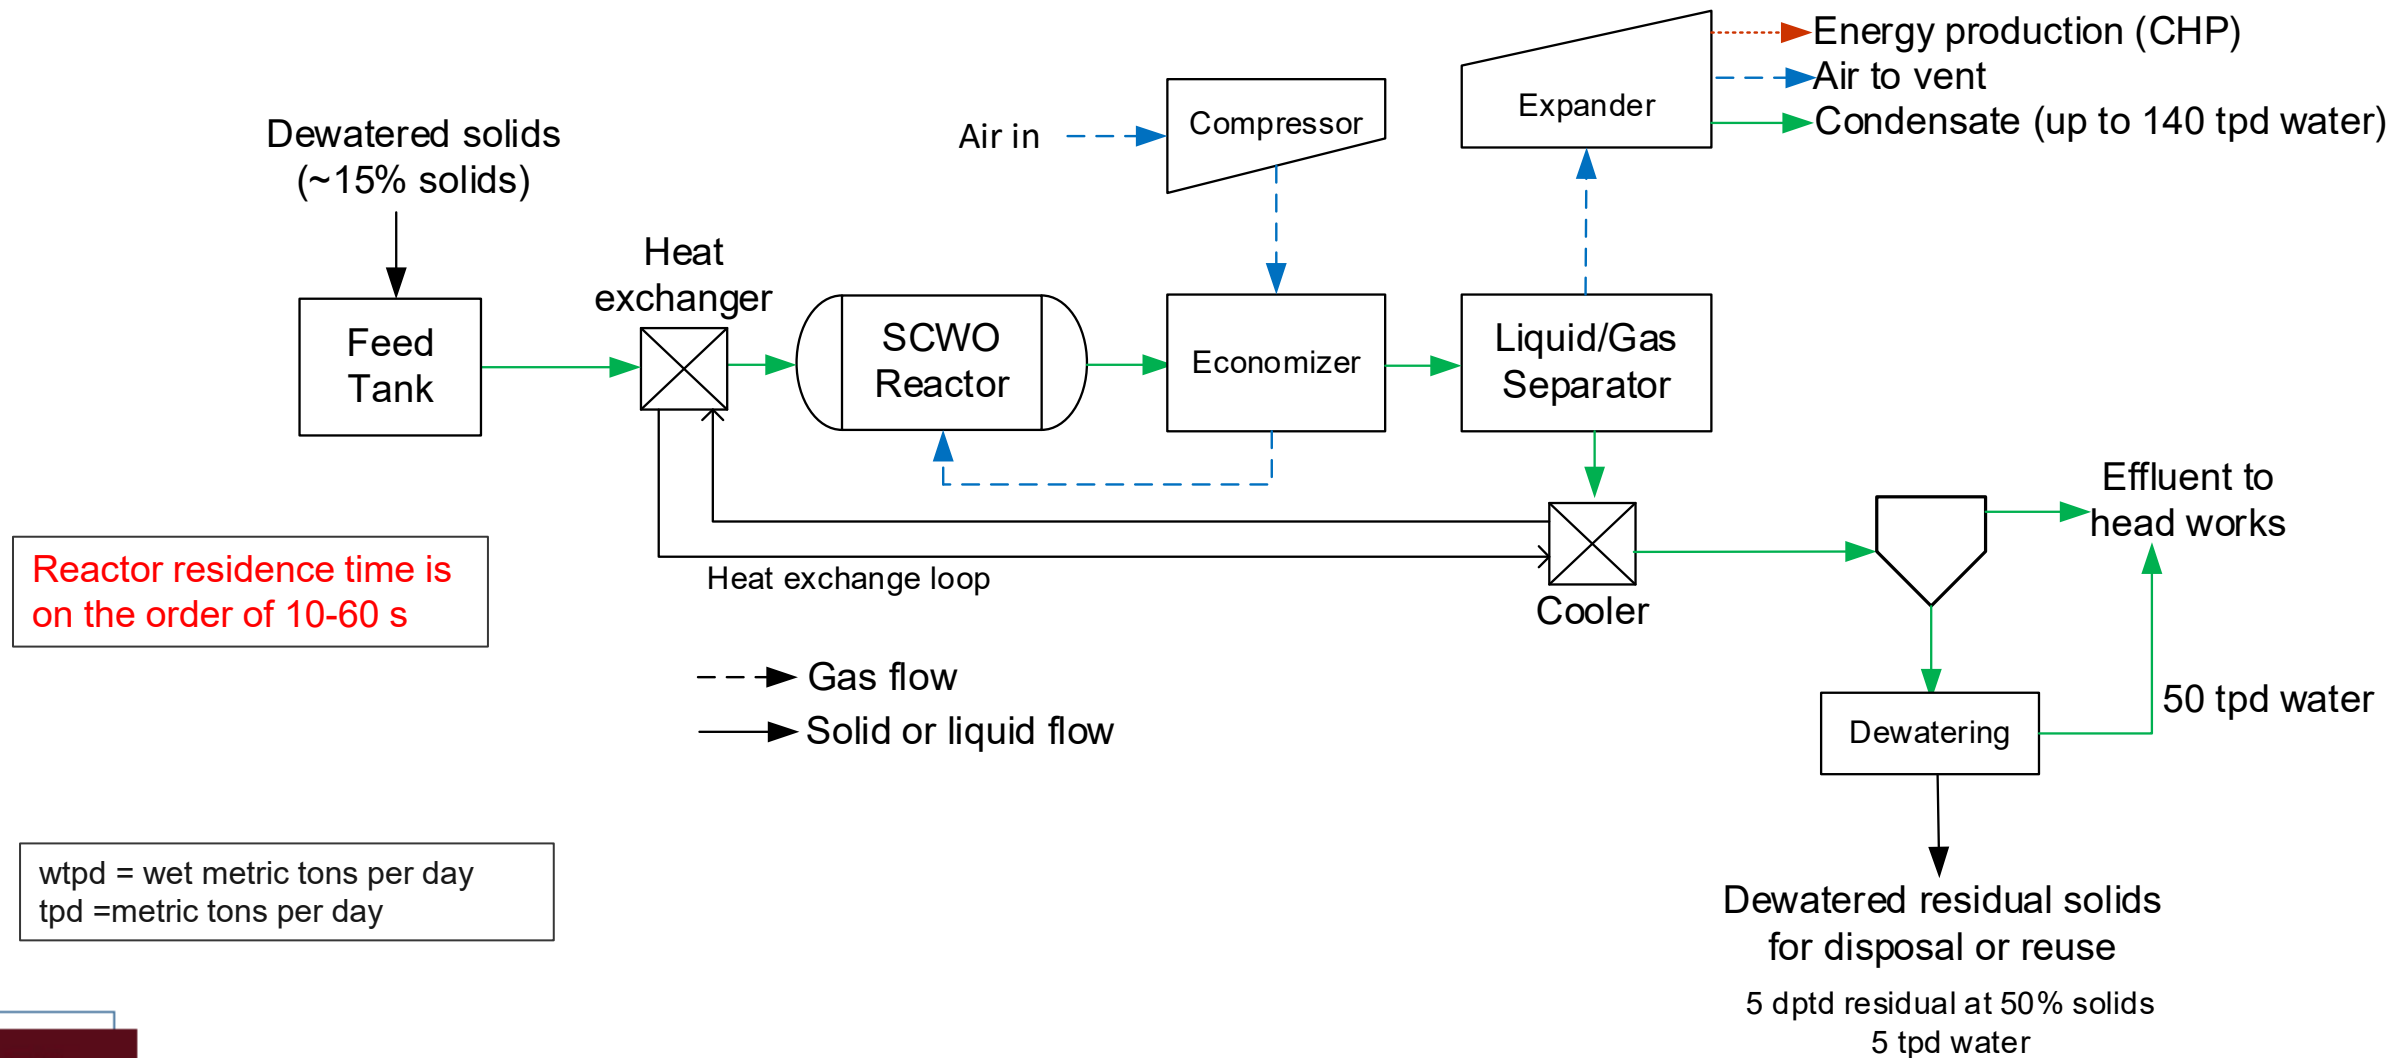 Energy production (CHP)
Air to vent
Condensate (up to 140 tpd water)
Expander
Compressor
Air in
Dewatered solids
(~15% solids)
Heat
exchanger
Feed
Tank
SCWO
Reactor
Economizer
Liquid/Gas
Separator
Effluent to
head works
Reactor residence time is
on the order of 10-60 s
Heat exchange loop
Cooler
Gas flow
Solid or liquid flow
50 tpd water
Dewatering
wtpd = wet metric tons per day
tpd =metric tons per day
Dewatered residual solids
for disposal or reuse
5 dptd residual at 50% solids
5 tpd water